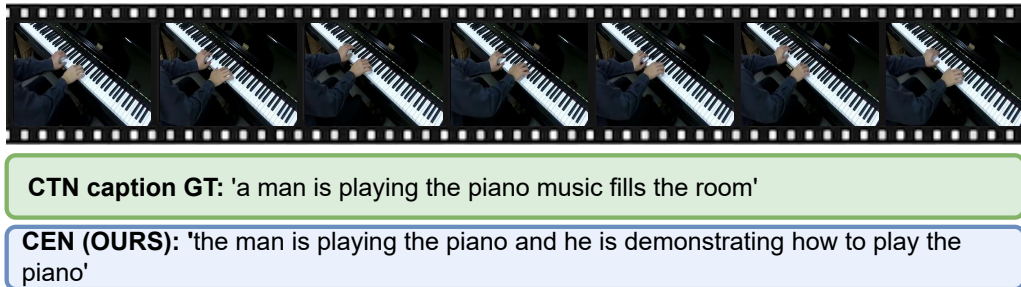 CTN caption GT: 'a man is playing the piano music fills the room'
CEN (OURS): 'the man is playing the piano and he is demonstrating how to play the
piano'